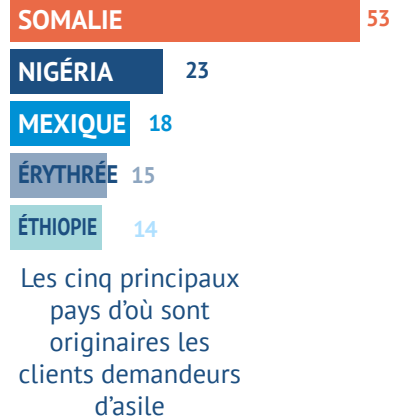 SOMALIE 53
NIGÉRIA 23
MEXIQUE 18
ÉRYTHRÉE 15
ÉTHIOPIE 14
Les cinq principaux
pays d’où sont
originaires les
clients demandeurs
d’asile